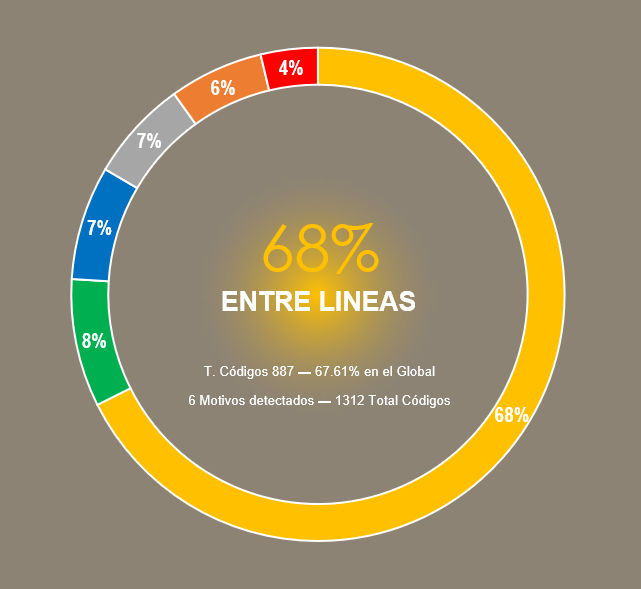 4%
6%
7%
7%
8%
68%
ENTRE LINEAS
T. Códigos 887 — 67.61% en el Global
6 Motivos detectados — 1312 Total Códigos
68%